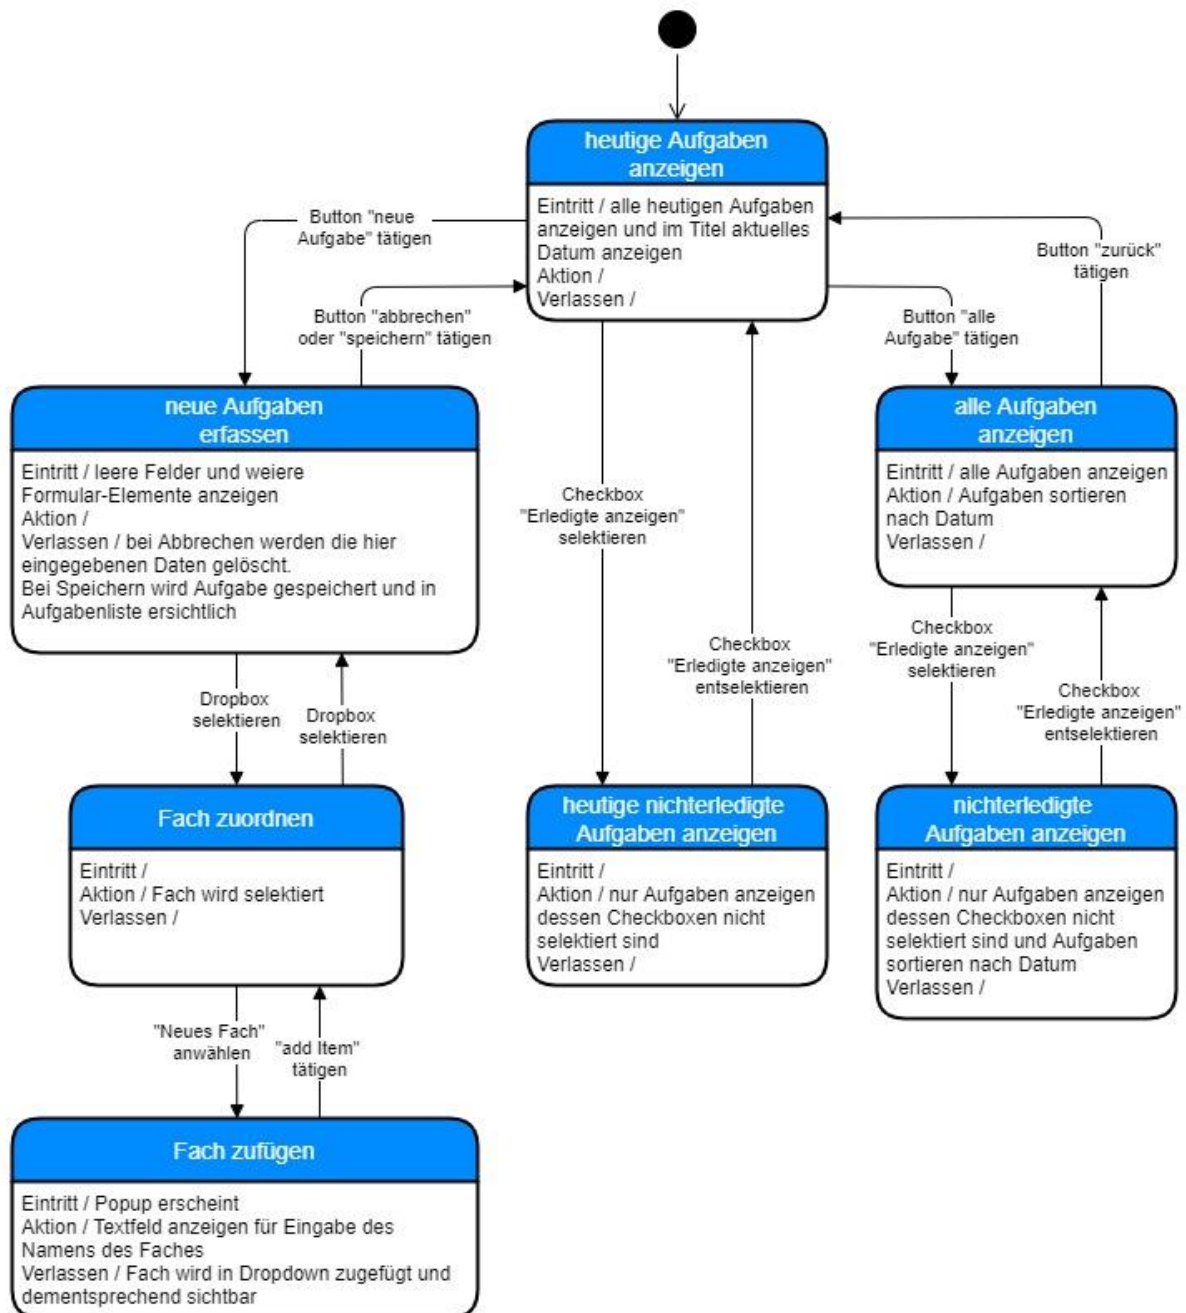 heutige Aufgaben
anzeigen
Eintritt / alle heutigen Aufgaben
anzeigen und im Titel aktuelles
Datum anzeigen
Aktion /
Verlassen /
Button "neue
Aufgabe" tätigen
Button "abbrechen"
oder "speichern" tätigen
Button "zurück"
tätigen
Button "alle
Aufgabe" tätigen
neue Aufgaben
erfassen
Eintritt / leere Felder und weiere
Formular-Elemente anzeigen
Aktion /
Verlassen / bei Abbrechen werden die hier
eingegebenen Daten gelöscht.
Bei Speichern wird Aufgabe gespeichert und in
Aufgabenliste ersichtlich
alle Aufgaben
anzeigen
Eintritt / alle Aufgaben anzeigen
Aktion / Aufgaben sortieren
nach Datum
Verlassen /
Checkbox
"Erledigte anzeigen"
selektieren
Checkbox
"Erledigte anzeigen"
entselektieren
Checkbox
"Erledigte anzeigen"
selektieren
Checkbox
"Erledigte anzeigen"
entselektieren
Dropbox
selektieren
Dropbox
selektieren
Fach zuordnen
Eintritt /
Aktion / Fach wird selektiert
Verlassen /
heutige nichterledigte
Aufgaben anzeigen
Eintritt /
Aktion / nur Aufgaben anzeigen
dessen Checkboxen nicht
selektiert sind
Verlassen /
nichterledigte
Aufgaben anzeigen
Eintritt /
Aktion / nur Aufgaben anzeigen
dessen Checkboxen nicht
selektiert sind und Aufgaben
sortieren nach Datum
Verlassen /
"Neues Fach"
anwählen
"add Item"
tätigen
Fach zufügen
Eintritt / Popup erscheint
Aktion / Textfeld anzeigen für Eingabe des
Namens des Faches
Verlassen / Fach wird in Dropdown zugefügt und
dementsprechend sichtbar